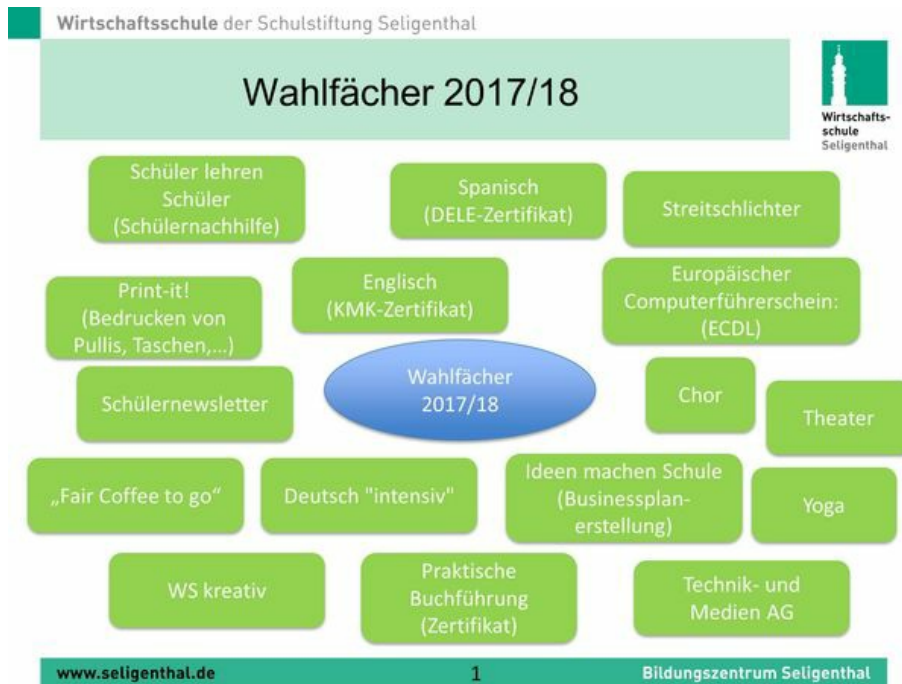 Wirtschaftsschule der Schulstiftung Seligenthal
Wahlfächer 2017/18
Wirtschafts-
schule
Seligenthal
Schüler lehren
Schüler
(Schülernachhilfe)
Spanisch
(DELE-Zertifikat)
Streitschlichter
Print-it!
(Bedrucken von
Pullis, Taschen,...)
Englisch
(KMK-Zertifikat)
Europäischer
Computerführerschein:
(ECDL)
Schülernewsletter
Wahlfächer
2017/18
Chor
Theater
„Fair Coffee to go“
Deutsch "intensiv"
Ideen machen Schule
(Businessplan-
erstellung)
Yoga
WS kreativ
Praktische
Buchführung
(Zertifikat)
Technik- und
Medien AG
www.seligenthal.de
1
Bildungszentrum Seligenthal